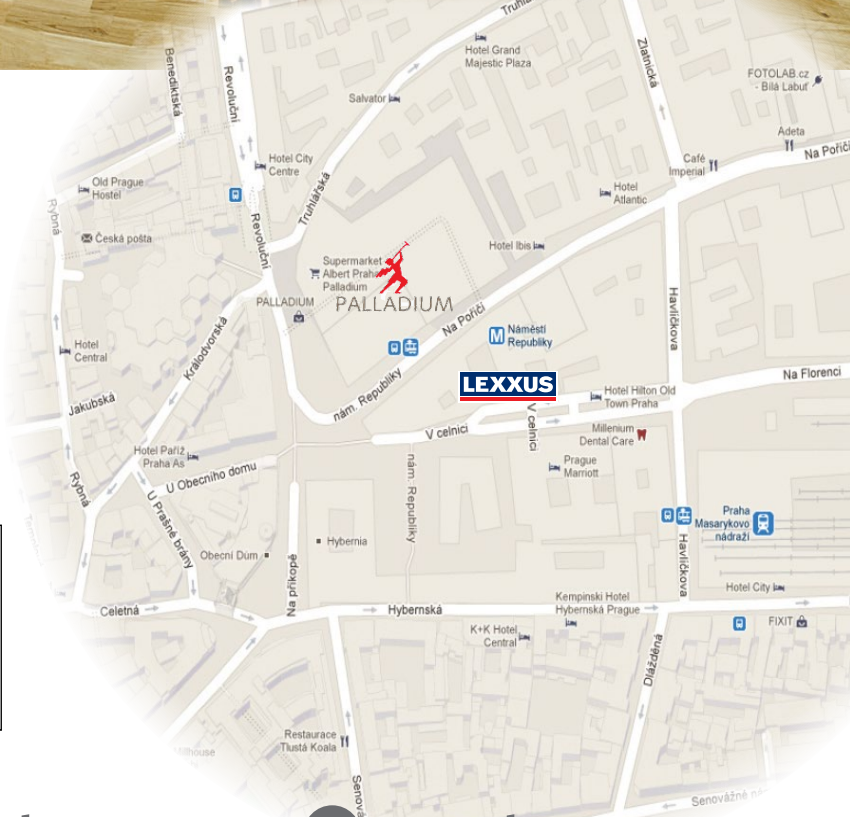 Hotel Grand
Majestic Plaza
Zlatnická
Benediktská
Revoluční
FOTOLAB.cz
- Bílá Labuť
Salvator
Adeta
Na Poříčí
Hotel City
Centre
Café
Imperial
Old Prague
Hostel
Truhlářská
Hotel
Atlantic
Rybná
Revoluční
Česká pošta
Hotel Ibis
Supermarket
Albert Praha
Palladium
PALLADIUM
PALLADIUM
Na Poříčí
Havlíčkova
Královdvorská
M
Náměstí
Republiky
Hotel
Central
nám. Republiky
Na Florenci
LEXXUS
Hotel Hilton Old
Town Praha
Jakubská
V celnici
V celnici
Millenium
Dental Care
Hotel Paříž
Praha As
nám. Republiky
Prague
Marriott
U Obecního domu
Rybná
U Prašné brány
Praha
Masarykovo
nádraží
Hybernia
Obecní Dům
Na příkopě
Havlíčkova
Hotel City
Celetná
Hybernská
Kempinski Hotel
Hybernská Prague
K+K Hotel
Central
FIXIT
Dlážděná
Restaurace
Tlustá Koala